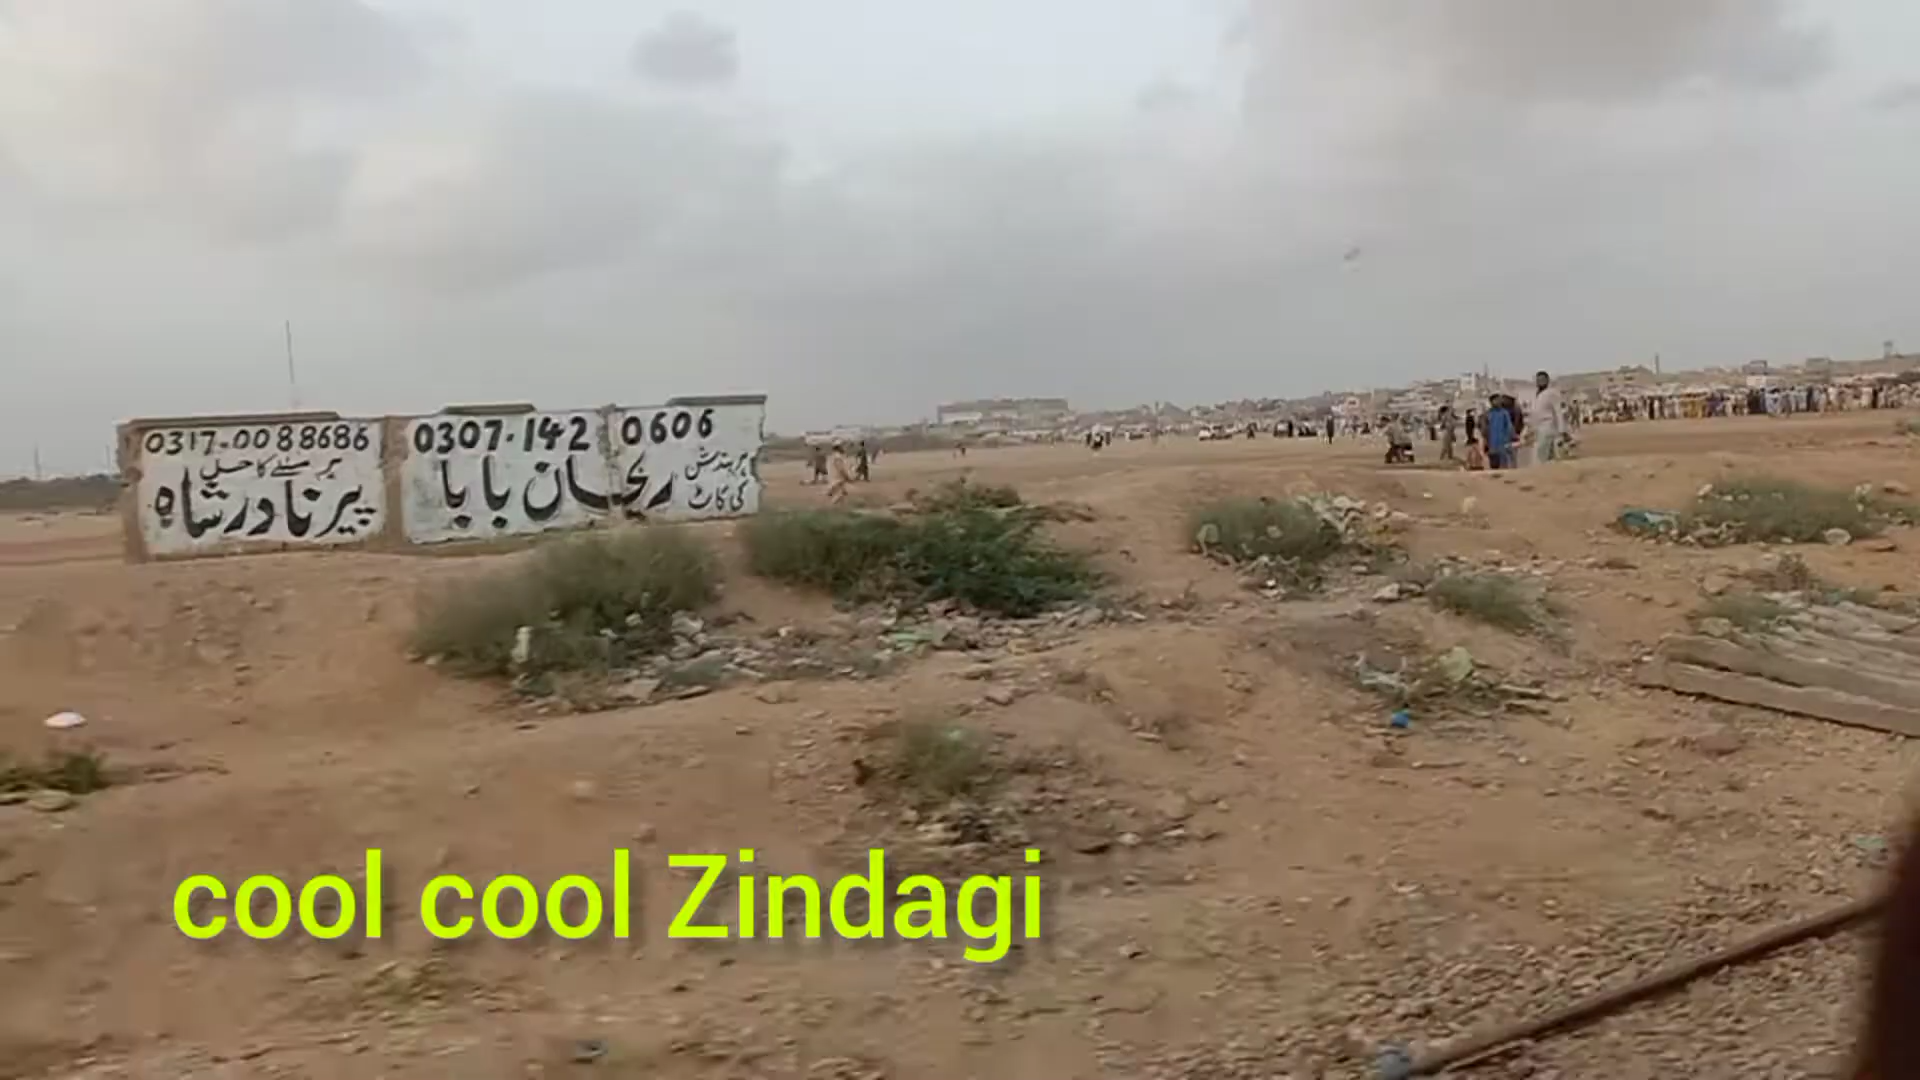 0317-0088686
ہر مسئلے کا حل
پیر نادر شاہ
0307-142 0606
ریحان بابا
ہر بندش
کی کاٹ
cool cool Zindagi